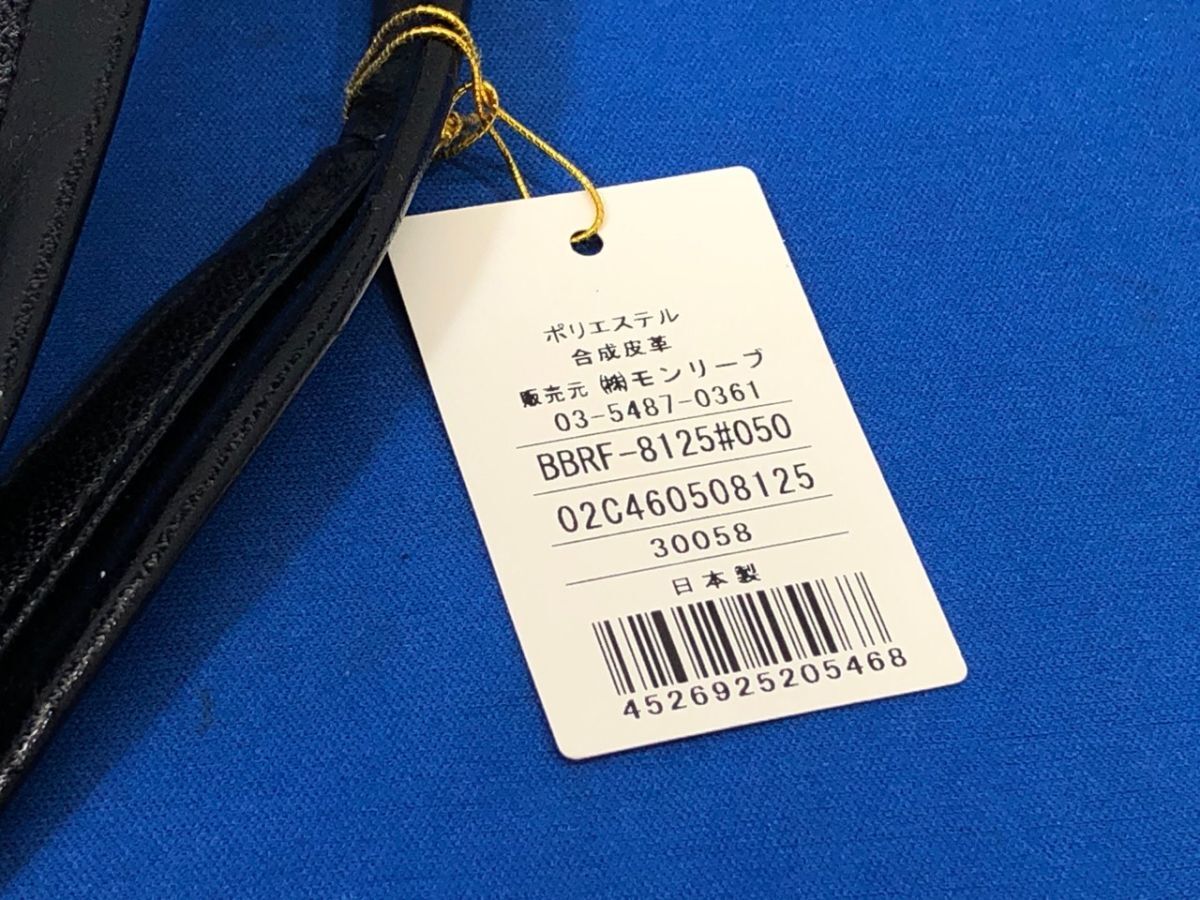 ポリエステル
合成皮革
販売元 ㈱モンリーブ
03-5487-0361
BBRF-8125#050
02C460508125
30058
日本製
4526925205468